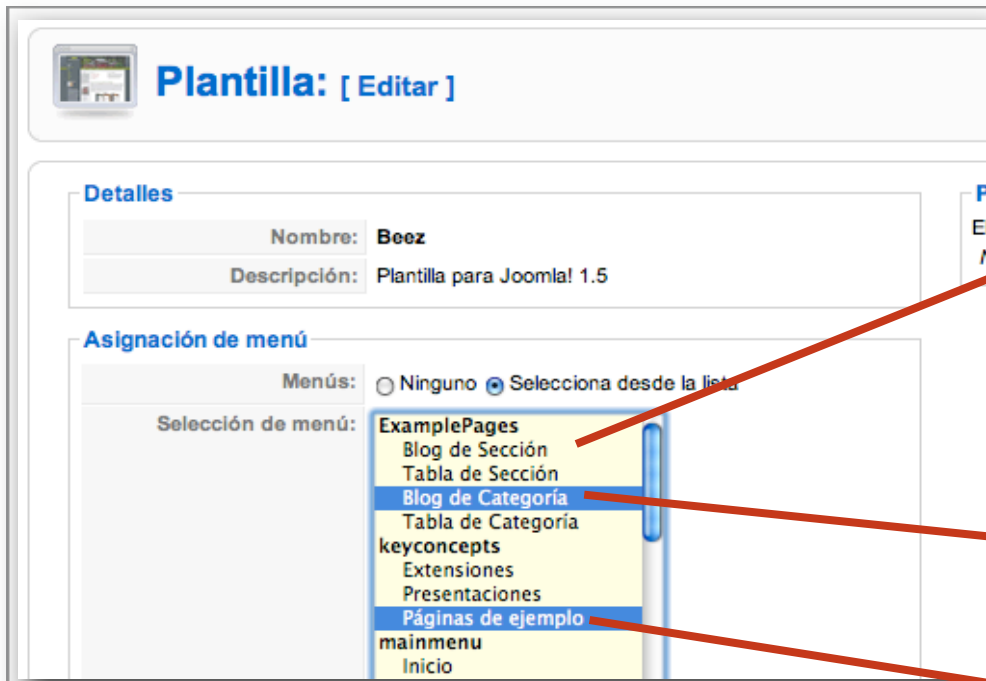 Plantilla: [ Editar ]
Detalles
Nombre: Beez
Descripción: Plantilla para Joomla! 1.5
Asignación de menú
Menús: Ninguno Selecciona desde la lista
Selección de menú:
ExamplePages
Blog de Sección
Tabla de Sección
Blog de Categoría
Tabla de Categoría
keyconcepts
Extensiones
Presentaciones
Páginas de ejemplo
mainmenu
Inicio